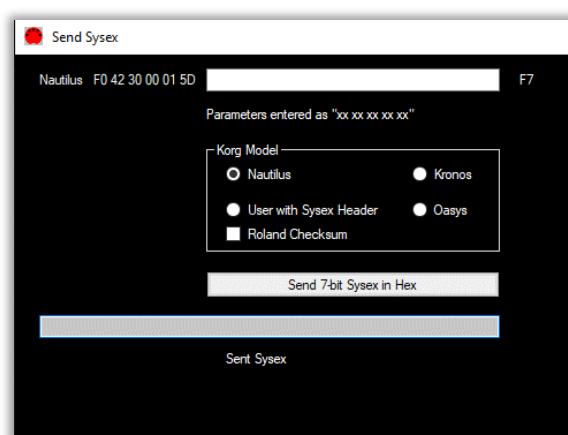 Send Sysex
Nautilus F0 42 30 00 01 5D F7
Parameters entered as "xx xx xx xx xx"
Korg Model
Nautilus Kronos
User with Sysex Header Oasys
Roland Checksum
Send 7-bit Sysex in Hex
Sent Sysex